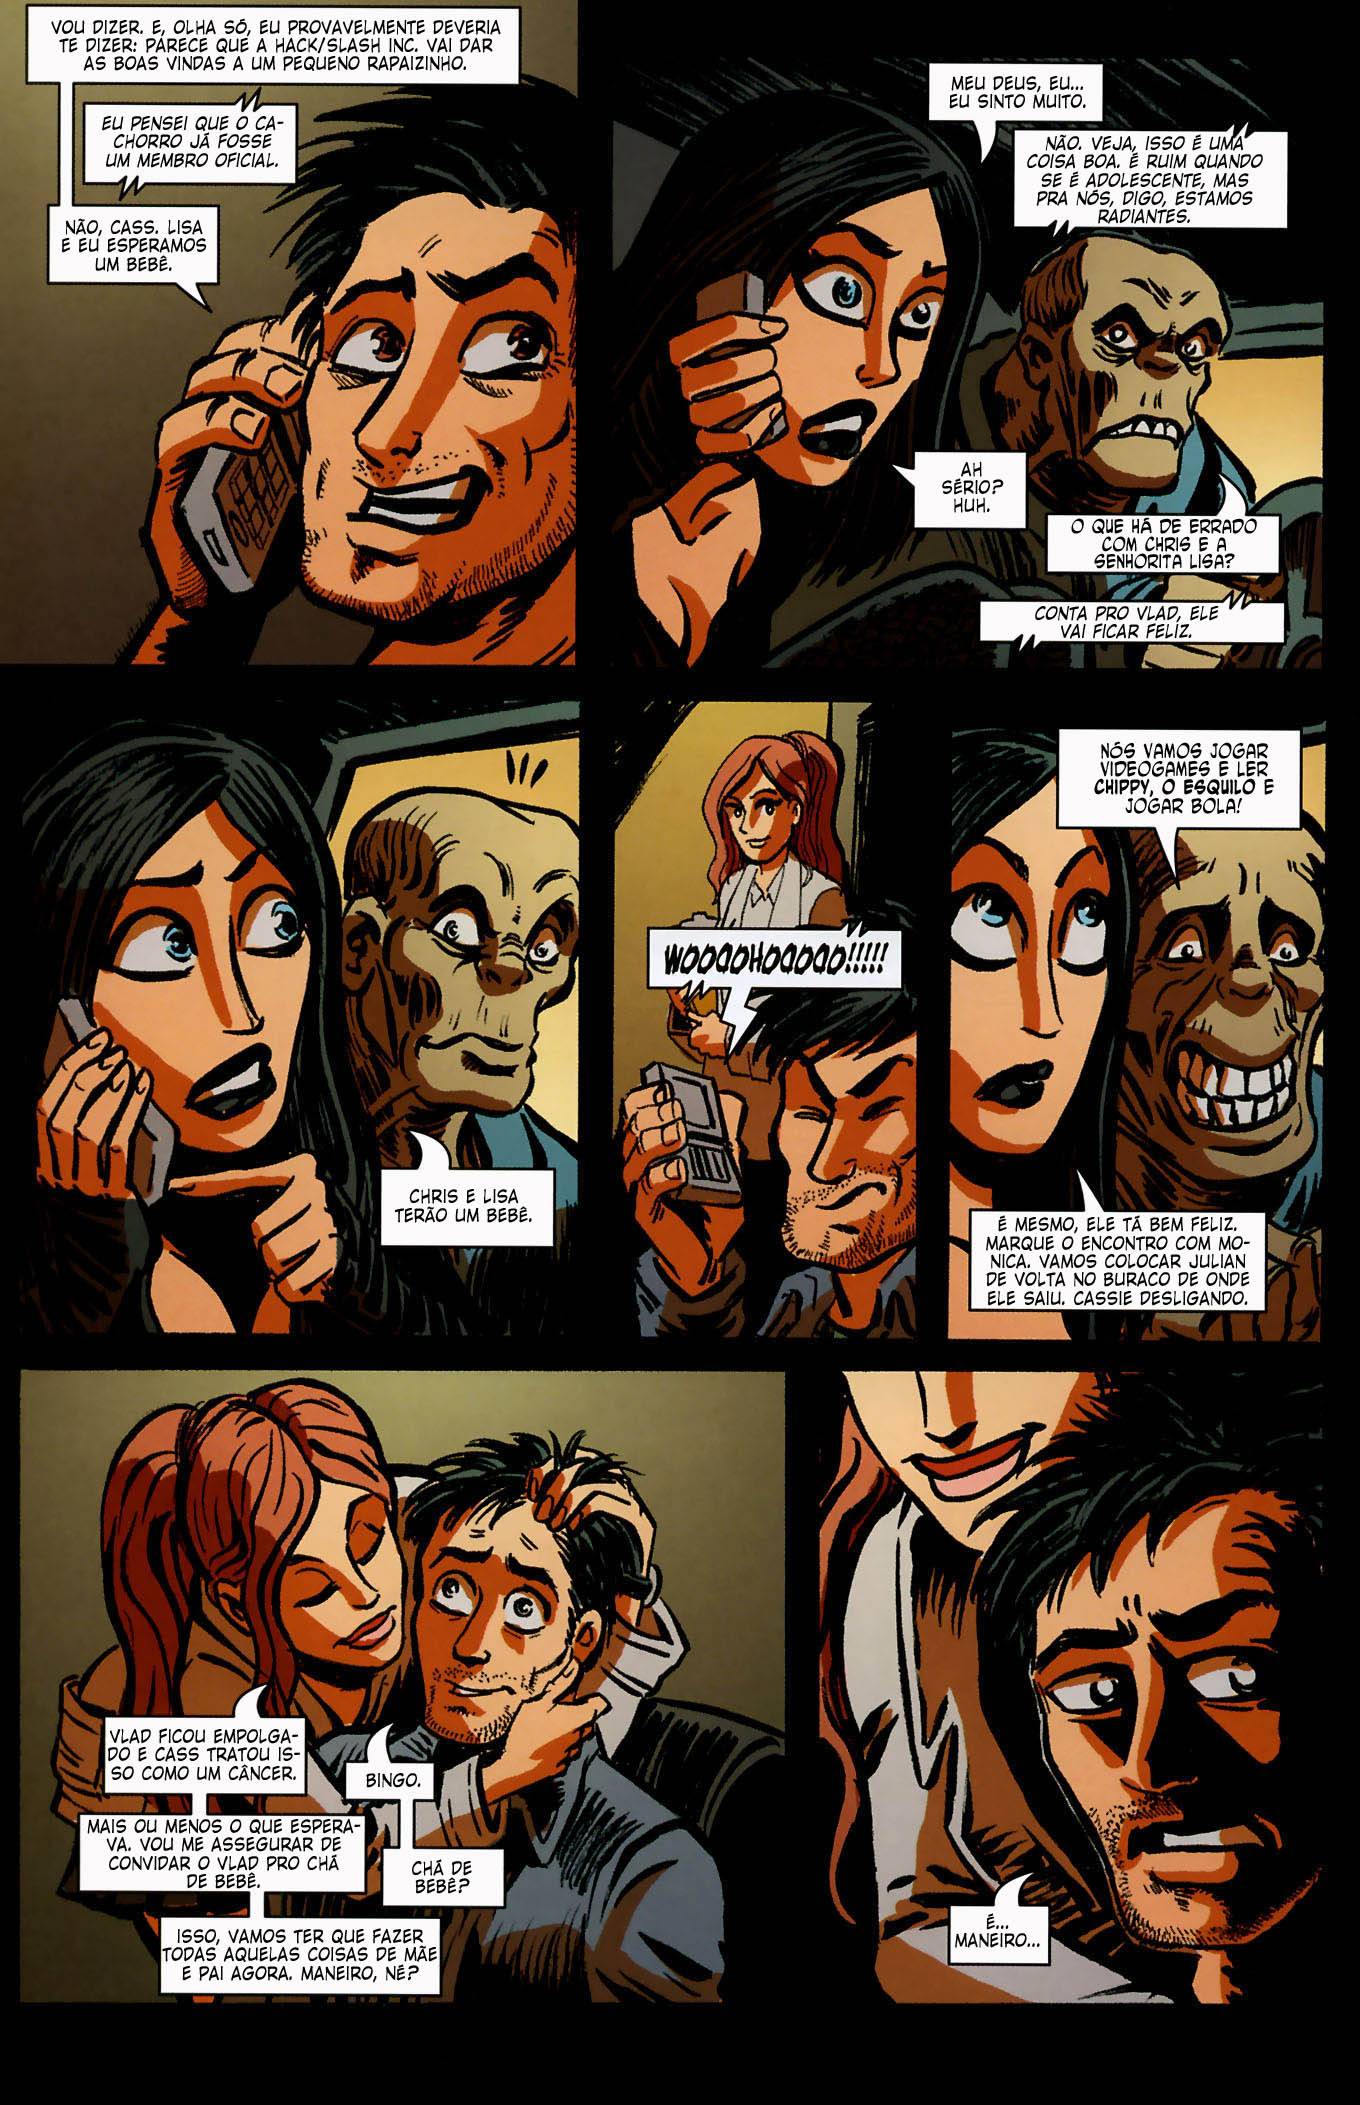 VOU DIZER. E, OLHA SÓ, EU PROVAVELMENTE DEVERIA
TE DIZER: PARECE QUE A HACK/SLASH INC. VAI DAR
AS BOAS VINDAS A UM PEQUENO RAPAIZINHO.
EU PENSEI QUE O CA-
CHORRO JÁ FOSSE
UM MEMBRO OFICIAL.
NÃO, CASS. LISA
E EU ESPERAMOS
UM BEBÊ.
MEU DEUS, EU...
EU SINTO MUITO.
NÃO. VEJA, ISSO É UMA
COISA BOA. É RUIM QUANDO
SE É ADOLESCENTE, MAS
PRA NÓS, DIGO, ESTAMOS
RADIANTES.
AH
SÉRIO?
HUH.
O QUE HÁ DE ERRADO
COM CHRIS E A
SENHORITA LISA?
CONTA PRO VLAD, ELE
VAI FICAR FELIZ.
CHRIS E LISA
TERÃO UM BEBÊ.
WOOOOHOOOOO!!!!!
NÓS VAMOS JOGAR
VIDEOGAMES E LER
CHIPPY, O ESQUILO E
JOGAR BOLA!
É MESMO, ELE TÁ BEM FELIZ.
MARQUE O ENCONTRO COM MO-
NICA. VAMOS COLOCAR JULIAN
DE VOLTA NO BURACO DE ONDE
ELE SAIU. CASSIE DESLIGANDO.
VLAD FICOU EMPOLGA-
DO E CASS TRATOU IS-
SO COMO UM CÂNCER.
BINGO.
MAIS OU MENOS O QUE ESPERA-
VA. VOU ME ASSEGURAR DE
CONVIDAR O VLAD PRO CHÁ
DE BEBÊ.
CHÁ DE
BEBÊ?
ISSO, VAMOS TER QUE FAZER
TODAS AQUELAS COISAS DE MÃE
E PAI AGORA. MANEIRO, NÉ?
É...
MANEIRO...